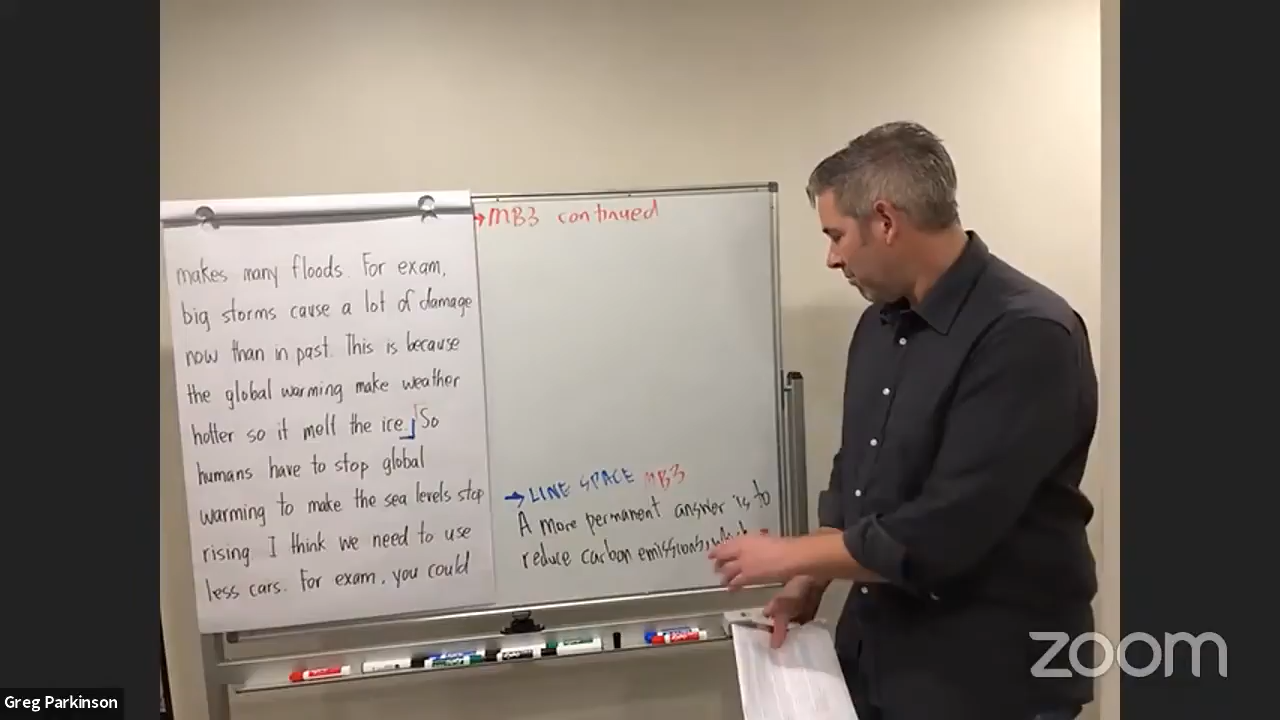 makes many floods. For exam,
big storms cause a lot of damage
now than in past. This is because
the global warming make weather
hotter so it melt the ice. So
humans have to stop global
warming to make the sea levels stop
rising. I think we need to use
less cars. For exam, you could
→ MB3 continued
→ LINE SPACE MB3
A more permanent answer is to
reduce carbon emissions,
zoom
Greg Parkinson